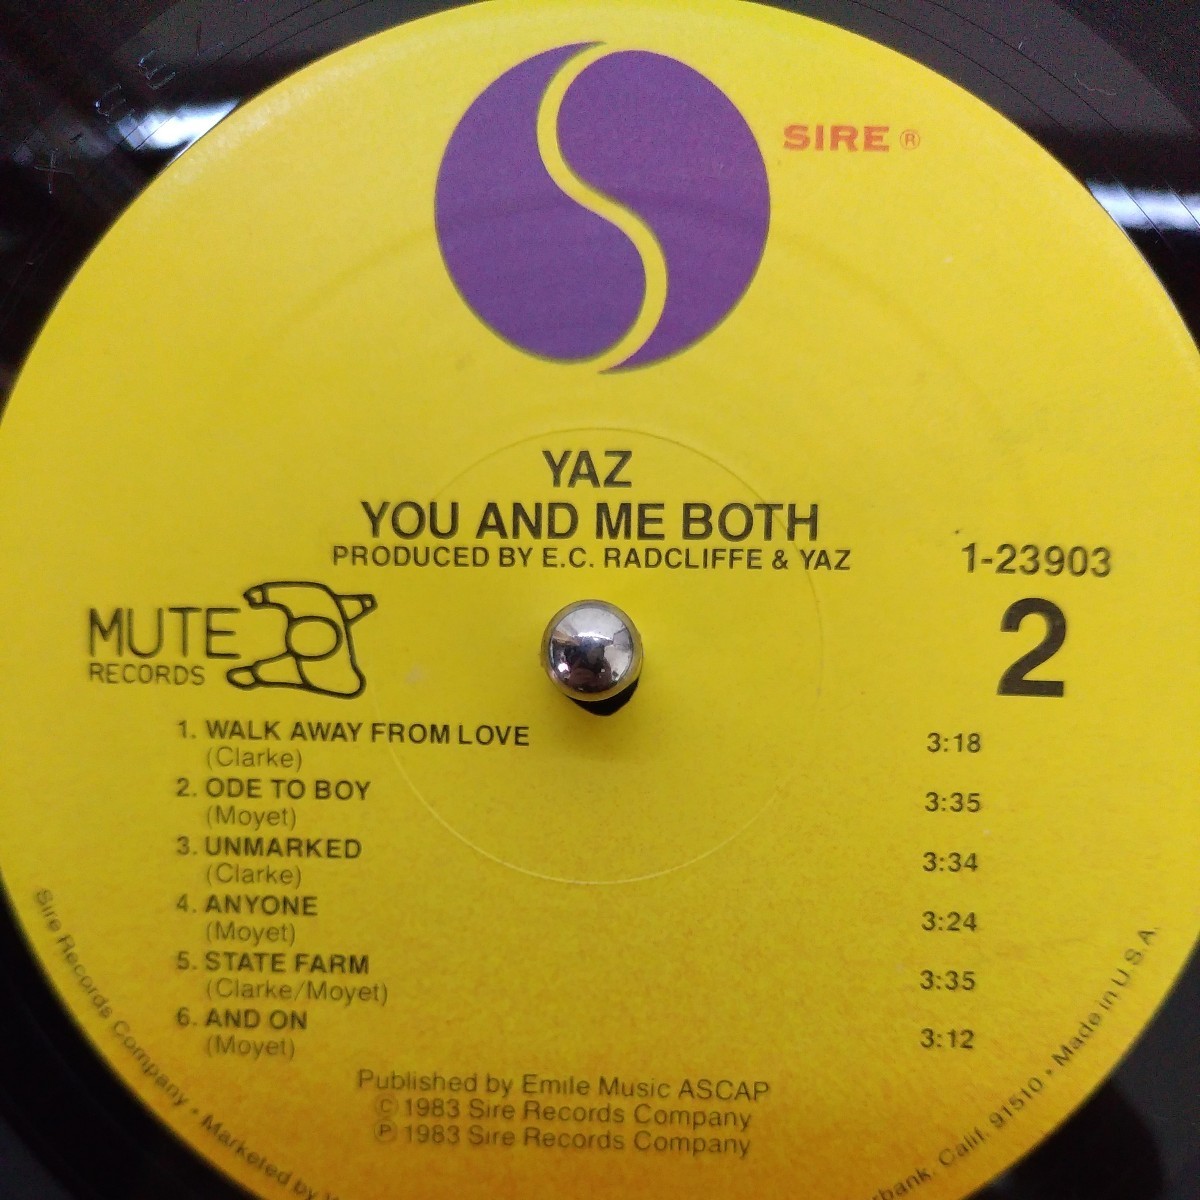 SIRE ®
YAZ
YOU AND ME BOTH
PRODUCED BY E.C. RADCLIFFE & YAZ
1-23903
MUTE
RECORDS
2
1. WALK AWAY FROM LOVE 3:18
(Clarke)
2. ODE TO BOY 3:35
(Moyet)
3. UNMARKED 3:34
(Clarke)
4. ANYONE 3:24
(Moyet)
5. STATE FARM 3:35
(Clarke/Moyet)
6. AND ON 3:12
(Moyet)
Published by Emile Music ASCAP
© 1983 Sire Records Company
℗ 1983 Sire Records Company
Sire Records Company • Marketed by
Calif. 91510 • Made in U.S.A.